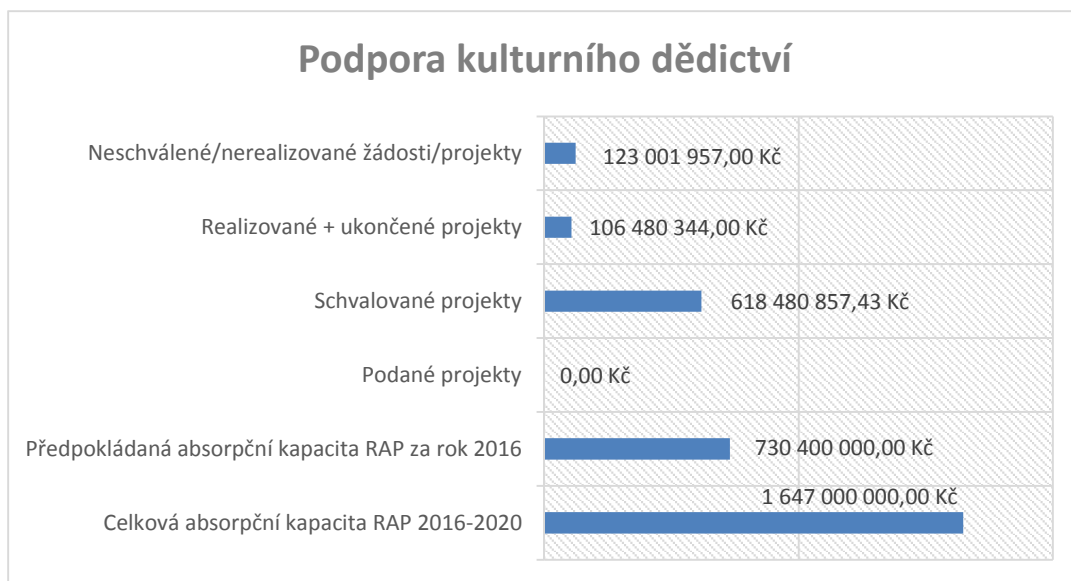 Podpora kulturního dědictví
Neschválené/nerealizované žádosti/projekty
123 001 957,00 Kč
Realizované + ukončené projekty
106 480 344,00 Kč
Schvalované projekty
618 480 857,43 Kč
Podané projekty
0,00 Kč
Předpokládaná absorpční kapacita RAP za rok 2016
730 400 000,00 Kč
Celková absorpční kapacita RAP 2016-2020
1 647 000 000,00 Kč